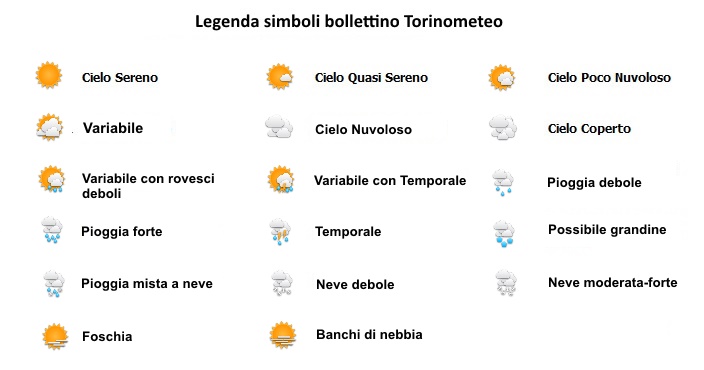 Legenda simboli bollettino Torinometeo
Cielo Sereno
Cielo Quasi Sereno
Cielo Poco Nuvoloso
Variabile
Cielo Nuvoloso
Cielo Coperto
Variabile con rovesci
deboli
Variabile con Temporale
Pioggia debole
Pioggia forte
Temporale
Possibile grandine
Pioggia mista a neve
Neve debole
Neve moderata-forte
Foschia
Banchi di nebbia